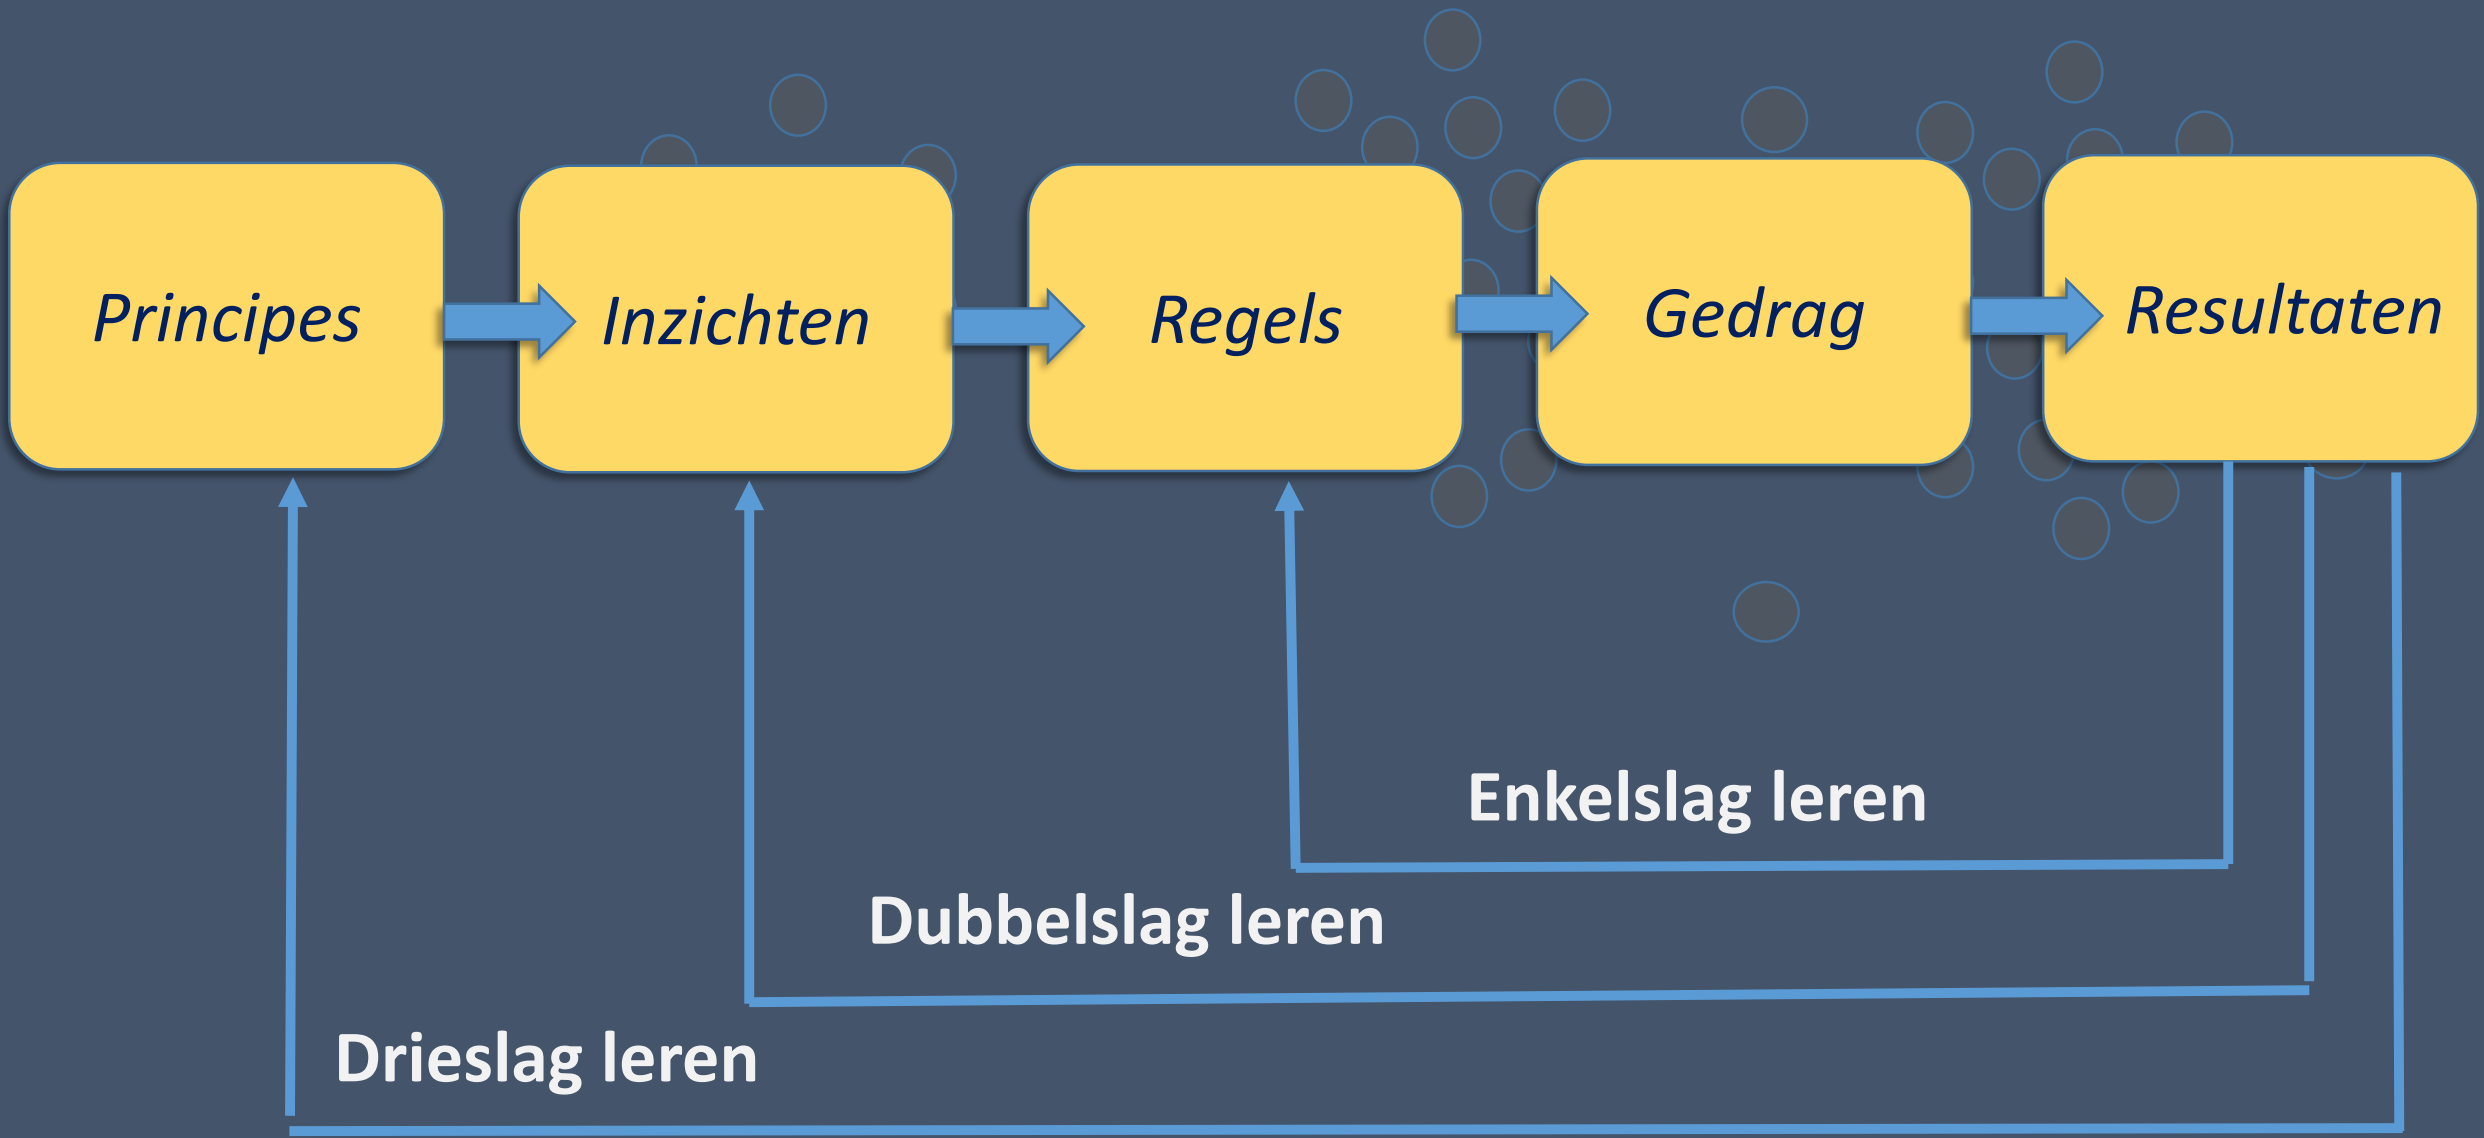 Principes
Inzichten
Regels
Gedrag
Resultaten
Enkelslag leren
Dubbelslag leren
Drieslag leren